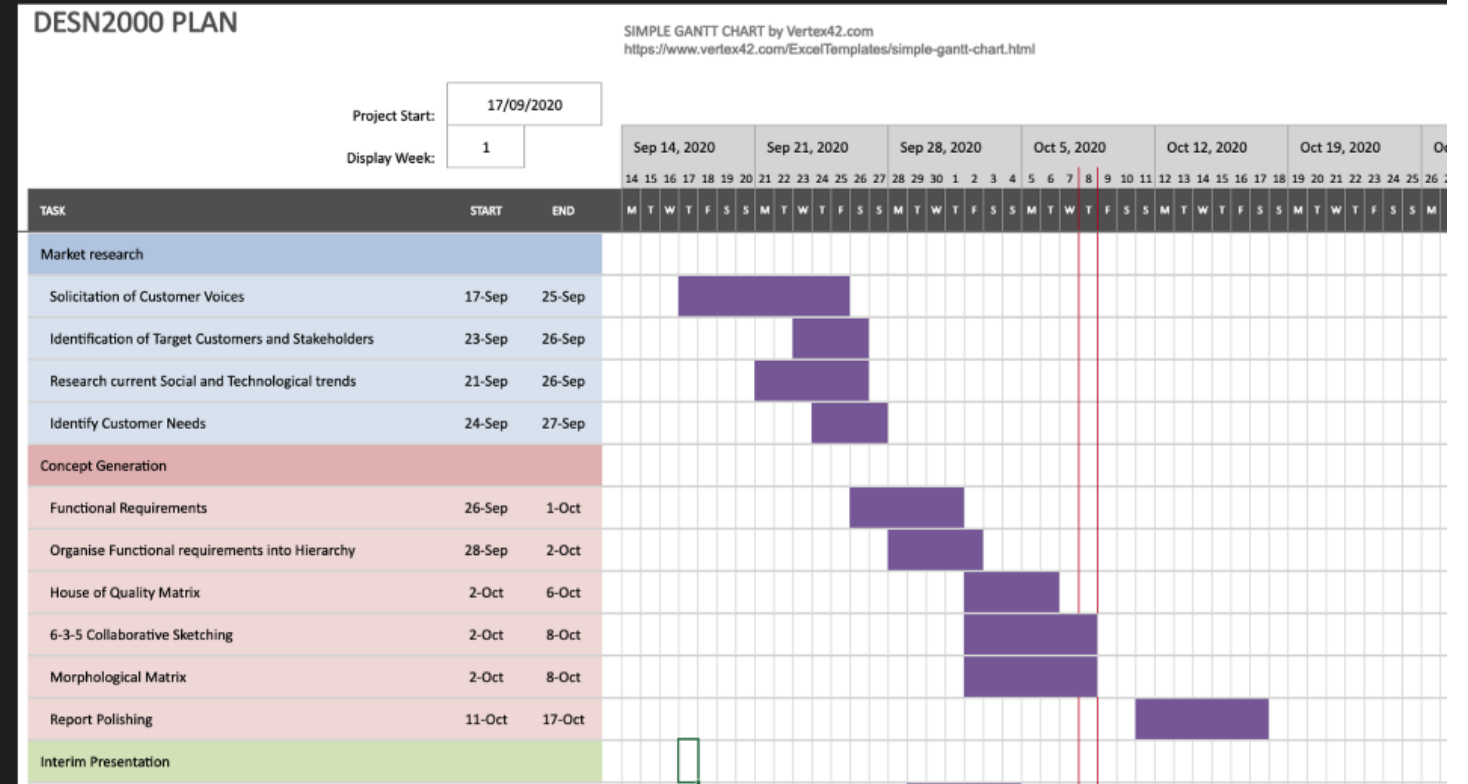 DESN2000 PLAN
SIMPLE GANTT CHART by Vertex42.com
https://www.vertex42.com/ExcelTemplates/simple-gantt-chart.html
Project Start: 17/09/2020
Display Week: 1
Sep 14, 2020 Sep 21, 2020 Sep 28, 2020 Oct 5, 2020 Oct 12, 2020 Oct 19, 2020
14 15 16 17 18 19 20 21 22 23 24 25 26 27 28 29 30 1 2 3 4 5 6 7 8 9 10 11 12 13 14 15 16 17 18 19 20 21 22 23 24 25 26
TASK START END M T W T F S S M T W T F S S M T W T F S S M T W T F S S M T W T F S S M T W T F S S M
Market research
Solicitation of Customer Voices 17-Sep 25-Sep
Identification of Target Customers and Stakeholders 23-Sep 26-Sep
Research current Social and Technological trends 21-Sep 26-Sep
Identify Customer Needs 24-Sep 27-Sep
Concept Generation
Functional Requirements 26-Sep 1-Oct
Organise Functional requirements into Hierarchy 28-Sep 2-Oct
House of Quality Matrix 2-Oct 6-Oct
6-3-5 Collaborative Sketching 2-Oct 8-Oct
Morphological Matrix 2-Oct 8-Oct
Report Polishing 11-Oct 17-Oct
Interim Presentation